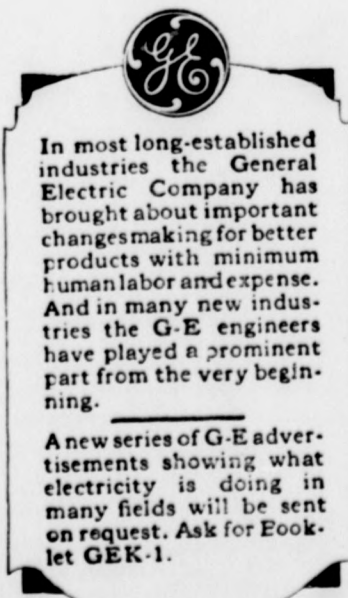 GE
In most long-established
industries the General
Electric Company has
brought about important
changes making for better
products with minimum
human labor and expense.
And in many new indus-
tries the G-E engineers
have played a prominent
part from the very begin-
ning.
A new series of G-E adver-
tisements showing what
electricity is doing in
many fields will be sent
on request. Ask for Book-
let GEK-1.